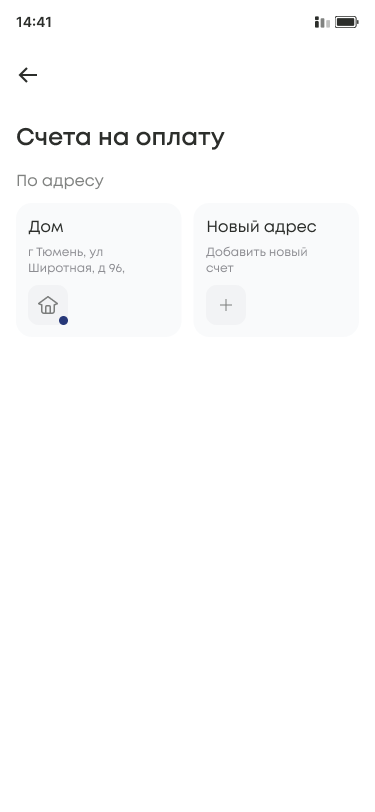 14:41
Счета на оплату
По адресу
Дом
г Тюмень, ул
Широтная, д 96,
Новый адрес
Добавить новый
счет